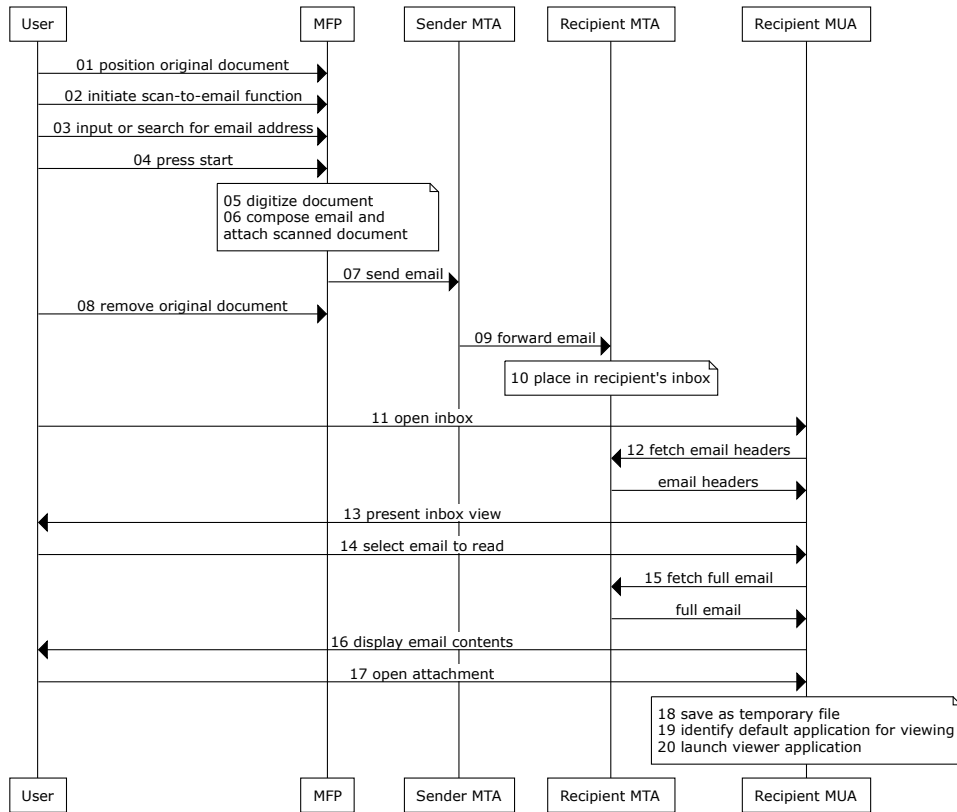 User MFP Sender MTA Recipient MTA Recipient MUA
01 position original document
02 initiate scan-to-email function
03 input or search for email address
04 press start
05 digitize document
06 compose email and
attach scanned document
07 send email
08 remove original document
09 forward email
10 place in recipient's inbox
11 open inbox
12 fetch email headers
email headers
13 present inbox view
14 select email to read
15 fetch full email
full email
16 display email contents
17 open attachment
18 save as temporary file
19 identify default application for viewing
20 launch viewer application
User MFP Sender MTA Recipient MTA Recipient MUA